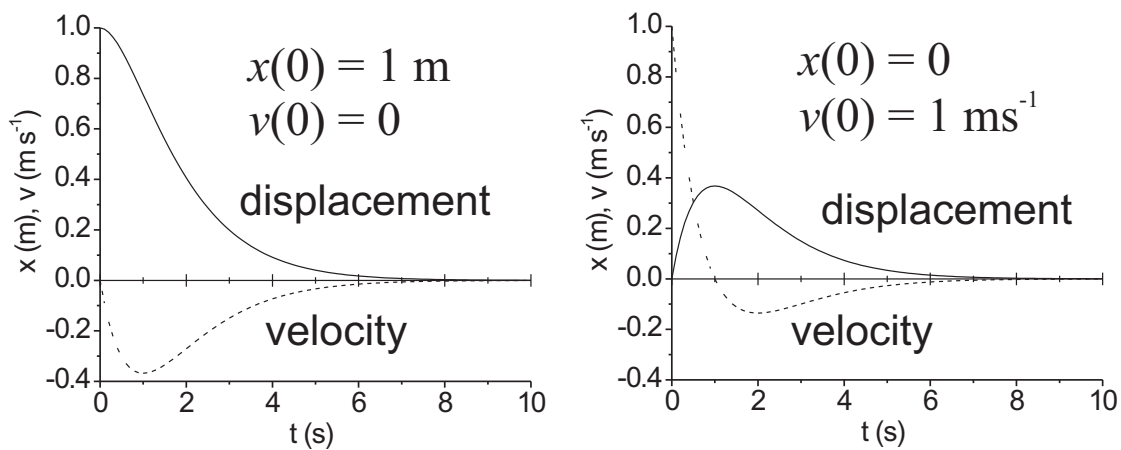 1.0
0.8
0.6
0.4
0.2
0.0
-0.2
-0.4
x (m), v (m s⁻¹)
x(0) = 1 m
v(0) = 0
displacement
velocity
0 2 4 6 8 10
t (s)
1.0
0.8
0.6
0.4
0.2
0.0
-0.2
-0.4
x (m), v (m s⁻¹)
x(0) = 0
v(0) = 1 ms⁻¹
displacement
velocity
0 2 4 6 8 10
t (s)